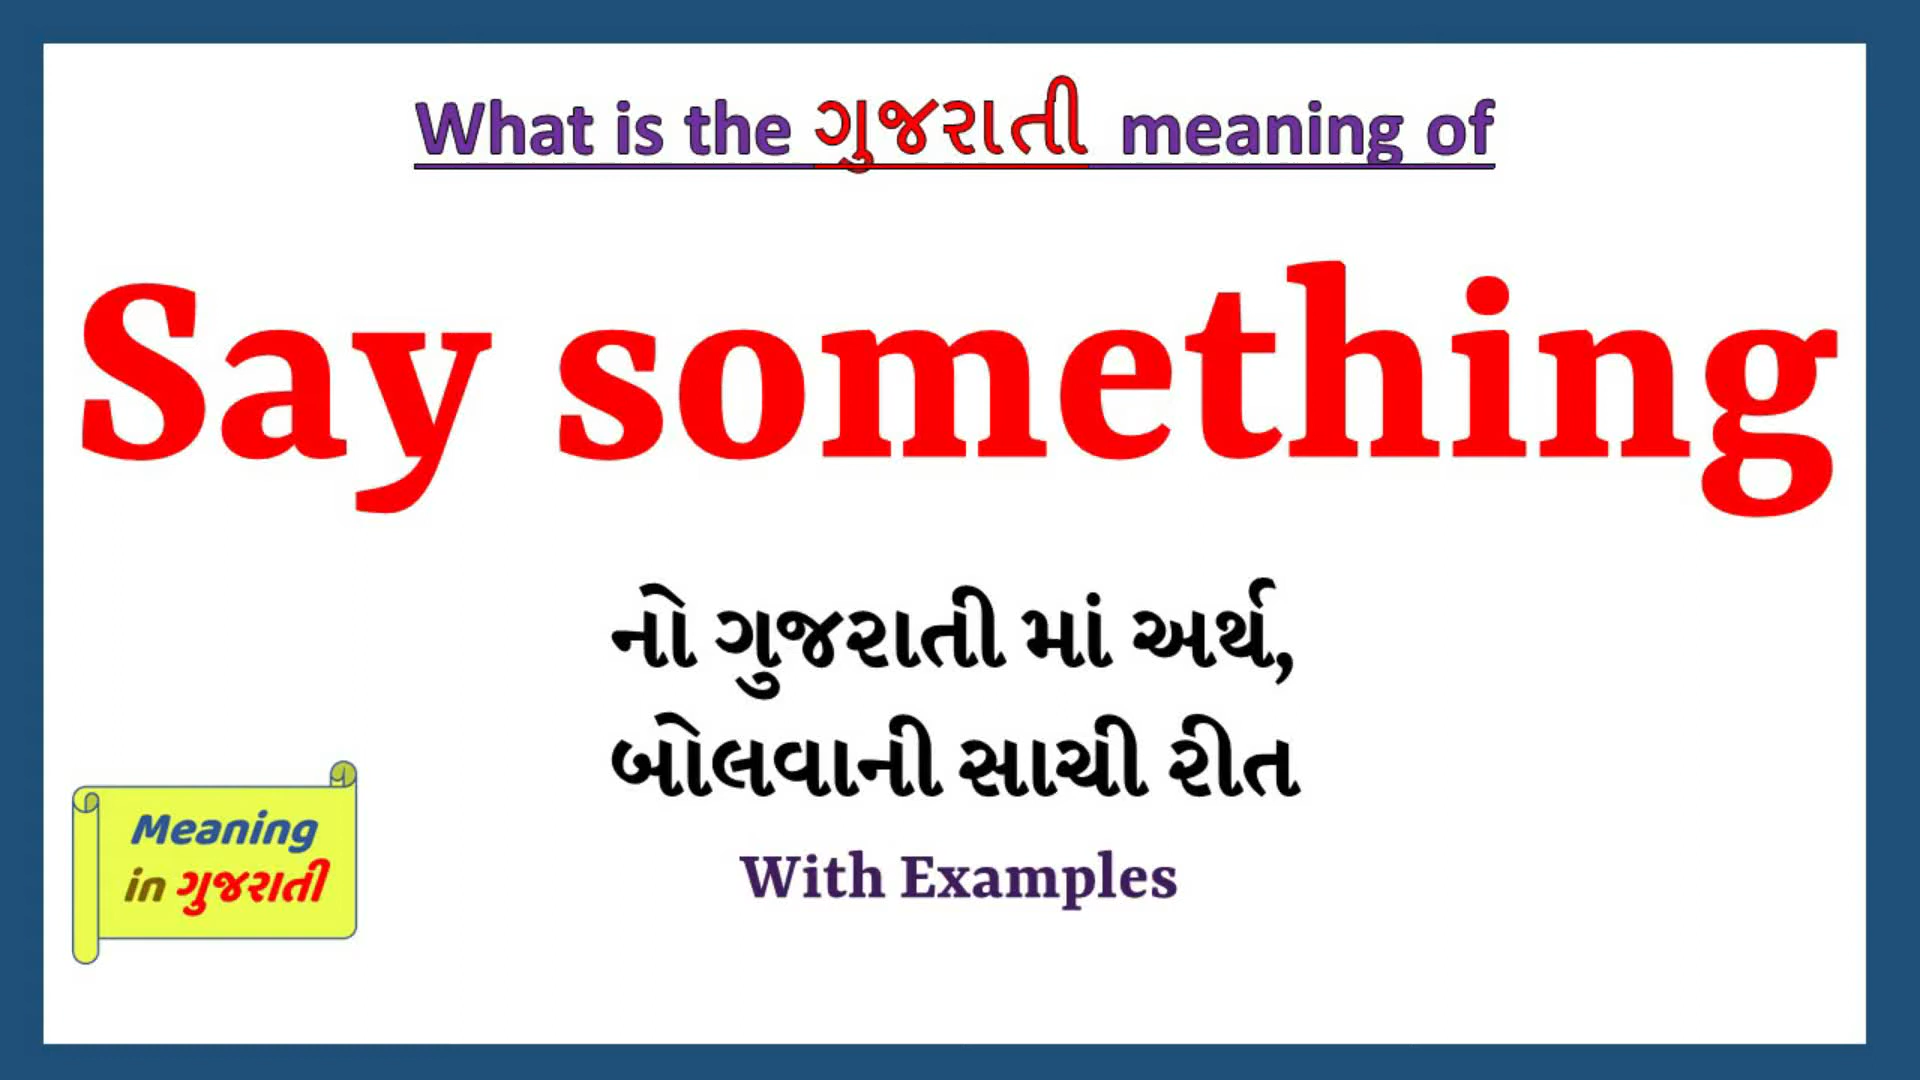 What is the ગુજરાતી meaning of
Say something
નો ગુજરાતી માં અર્થ,
બોલવાની સાચી રીત
With Examples
Meaning
in ગુજરાતી